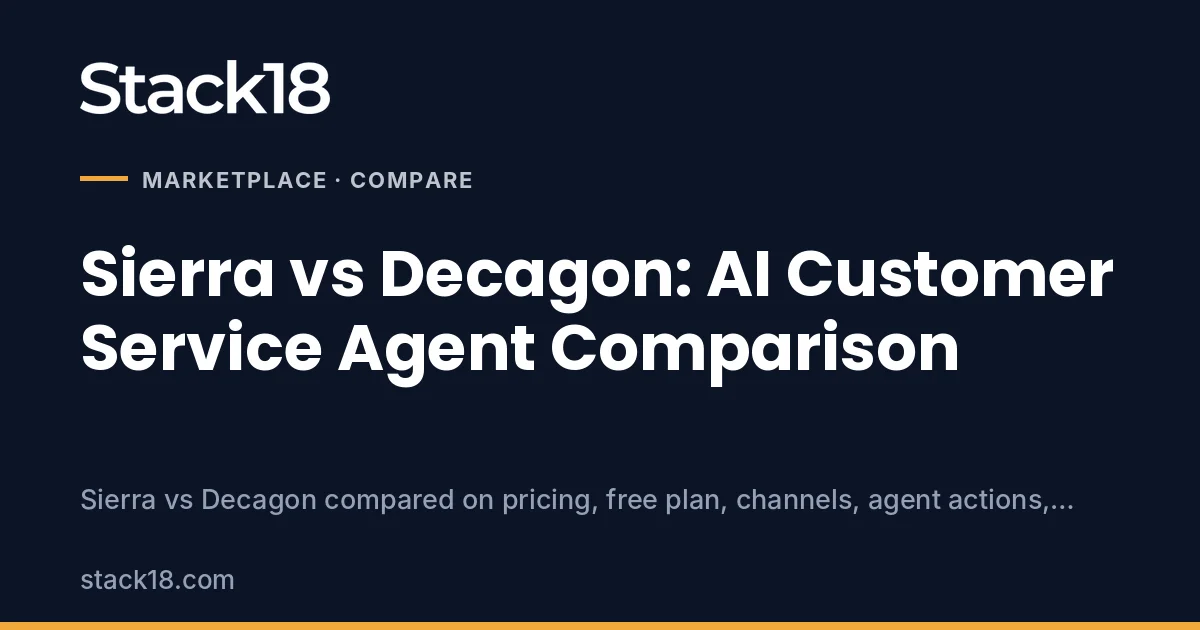 Stack18
MARKETPLACE · COMPARE
Sierra vs Decagon: AI Customer
Service Agent Comparison
Sierra vs Decagon compared on pricing, free plan, channels, agent actions,...
stack18.com